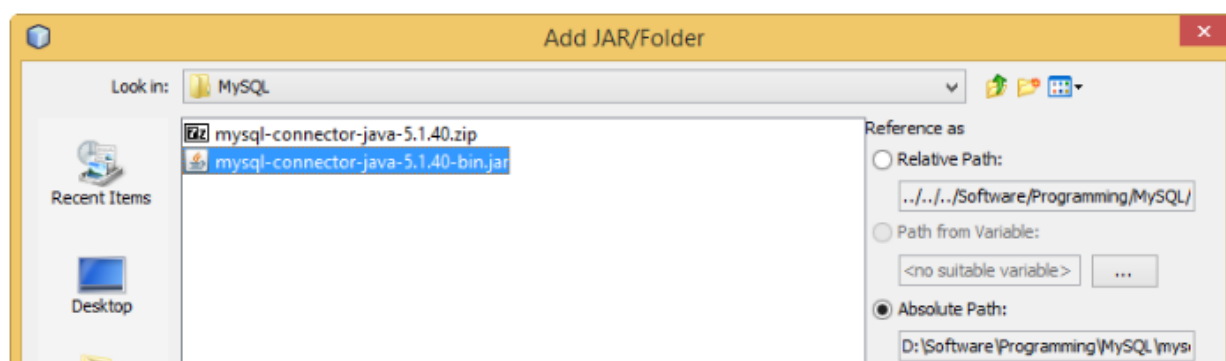 Add JAR/Folder
Look in: MySQL
mysql-connector-java-5.1.40.zip
mysql-connector-java-5.1.40-bin.jar
Recent Items
Desktop
Reference as
Relative Path:
../../../Software/Programming/MySQL/
Path from Variable:
<no suitable variable> ...
Absolute Path:
D:\Software\Programming\MySQL\mys